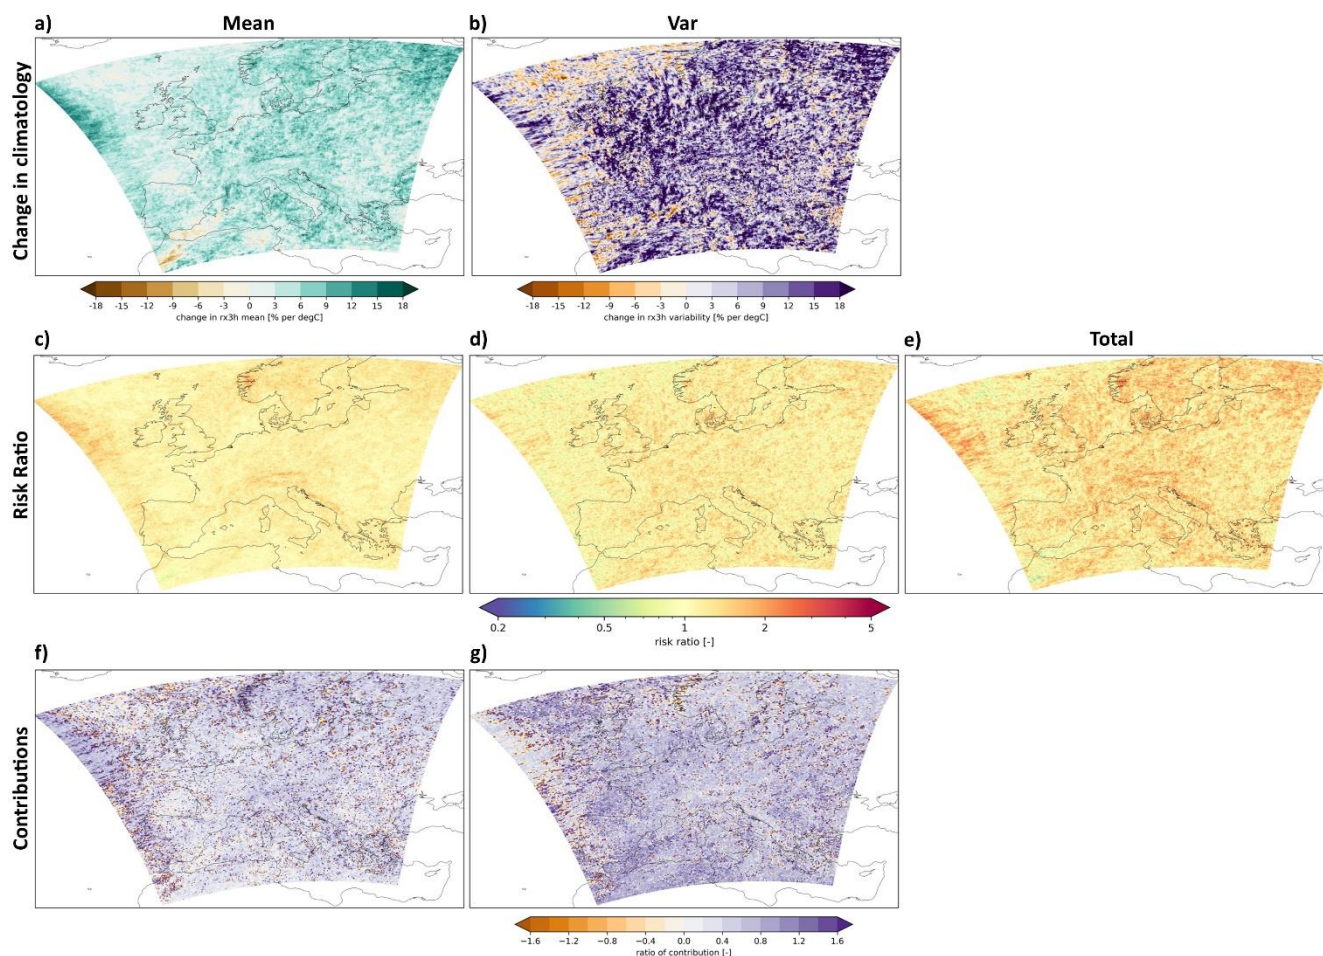 a)
Mean
b)
Var
Change in climatology
-18 -15 -12 -9 -6 -3 0 3 6 9 12 15 18
change in rx3h mean [% per degC]
-18 -15 -12 -9 -6 -3 0 3 6 9 12 15 18
change in rx3h variability [% per degC]
c)
d)
e)
Total
Risk Ratio
0.2 0.5 1 2 5
risk ratio [-]
f)
g)
Contributions
−1.6 −1.2 −0.8 −0.4 0.0 0.4 0.8 1.2 1.6
ratio of contribution [-]